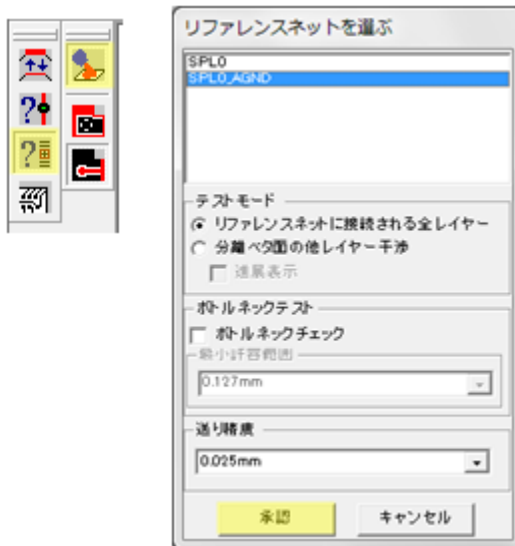 リファレンスネットを選ぶ
SPL0
SPL0_AGND
テストモード
リファレンスネットに接続される全レイヤー
分離ベタ面の他レイヤー干渉
進展表示
ボトルネックテスト
ボトルネックチェック
最小許容範囲
0.127mm
送り精度
0.025mm
承認
キャンセル